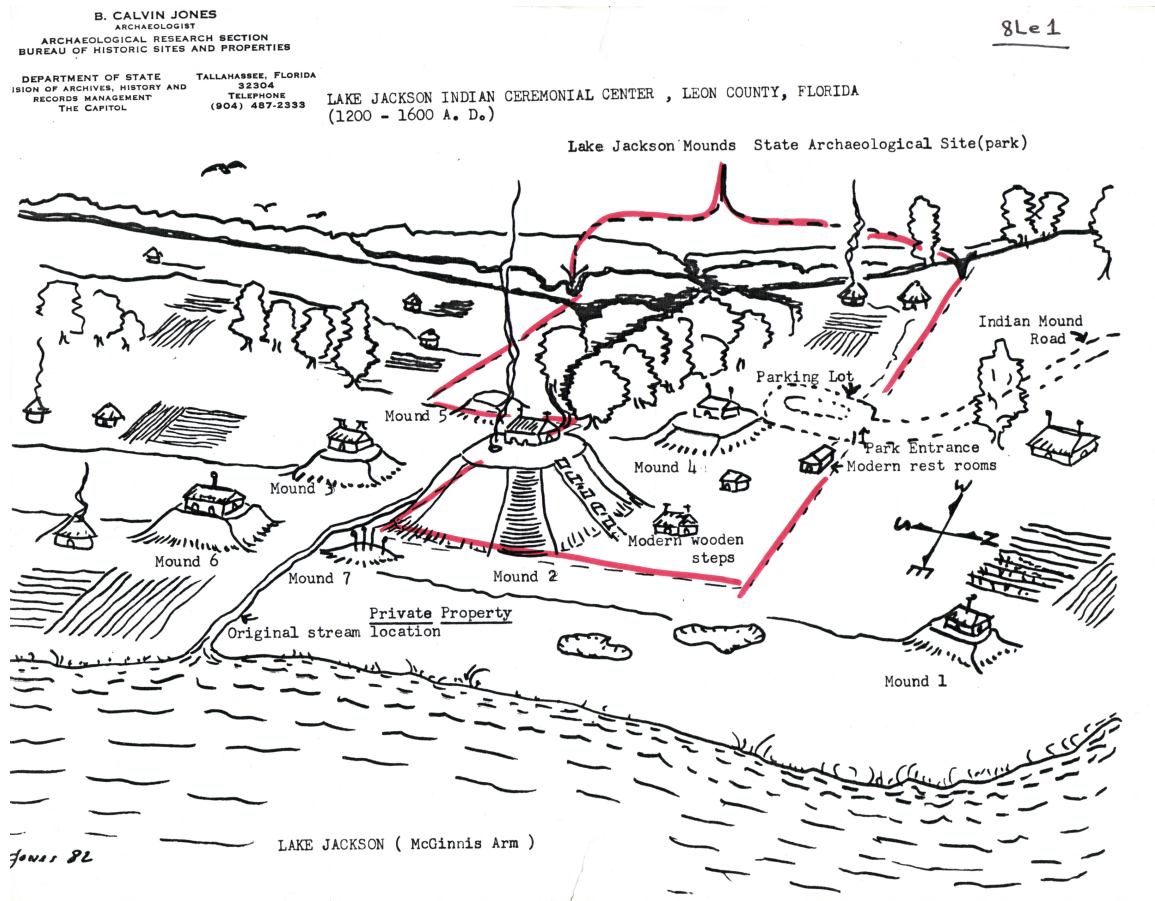 B. CALVIN JONES
ARCHAEOLOGIST
ARCHAEOLOGICAL RESEARCH SECTION
BUREAU OF HISTORIC SITES AND PROPERTIES
DEPARTMENT OF STATE
ISION OF ARCHIVES, HISTORY AND
RECORDS MANAGEMENT
THE CAPITOL
TALLAHASSEE, FLORIDA
32304
TELEPHONE
(904) 487-2333
8Le1
LAKE JACKSON INDIAN CEREMONIAL CENTER , LEON COUNTY, FLORIDA
(1200 - 1600 A. D.)
Lake Jackson Mounds State Archaeological Site(park)
Indian Mound
Road
Parking Lot
Mound 5
Park Entrance
Mound 4
Modern rest rooms
Mound 3
W
S
N
Modern wooden
steps
Mound 6
Mound 7
Mound 2
Private Property
Original stream location
Mound 1
LAKE JACKSON ( McGinnis Arm )
Jones 82